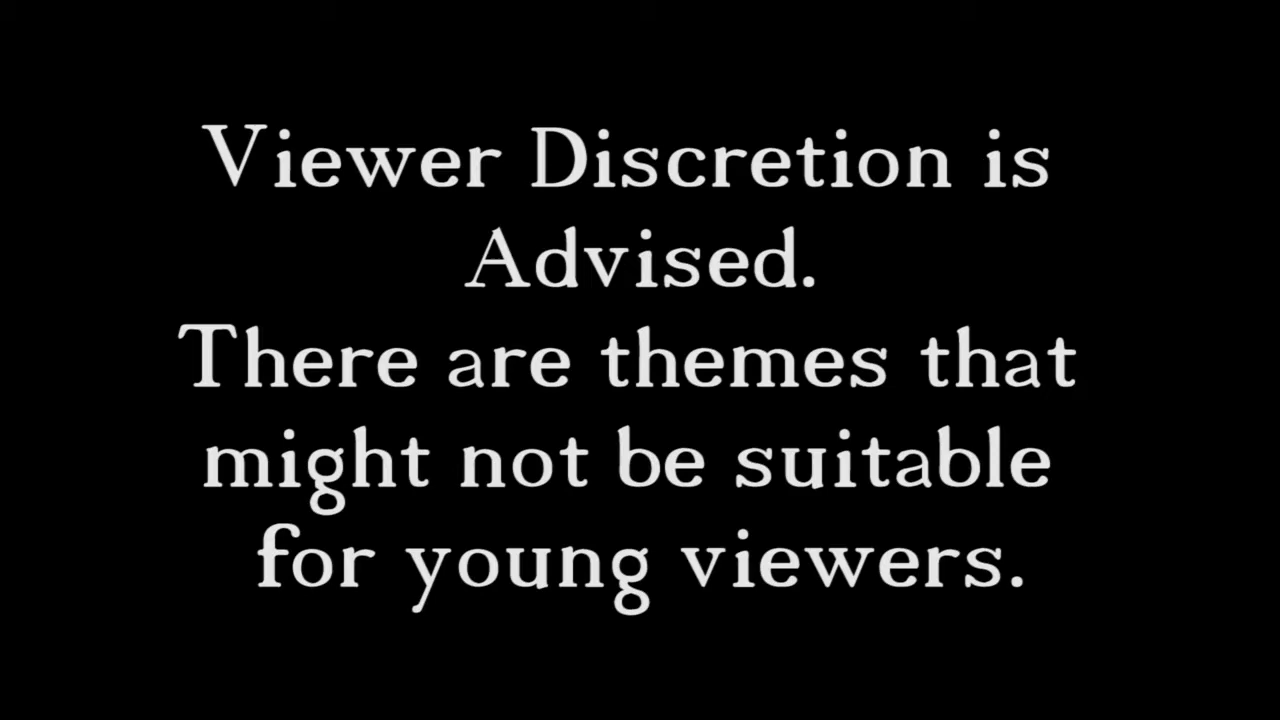 Viewer Discretion is
Advised.
There are themes that
might not be suitable
for young viewers.